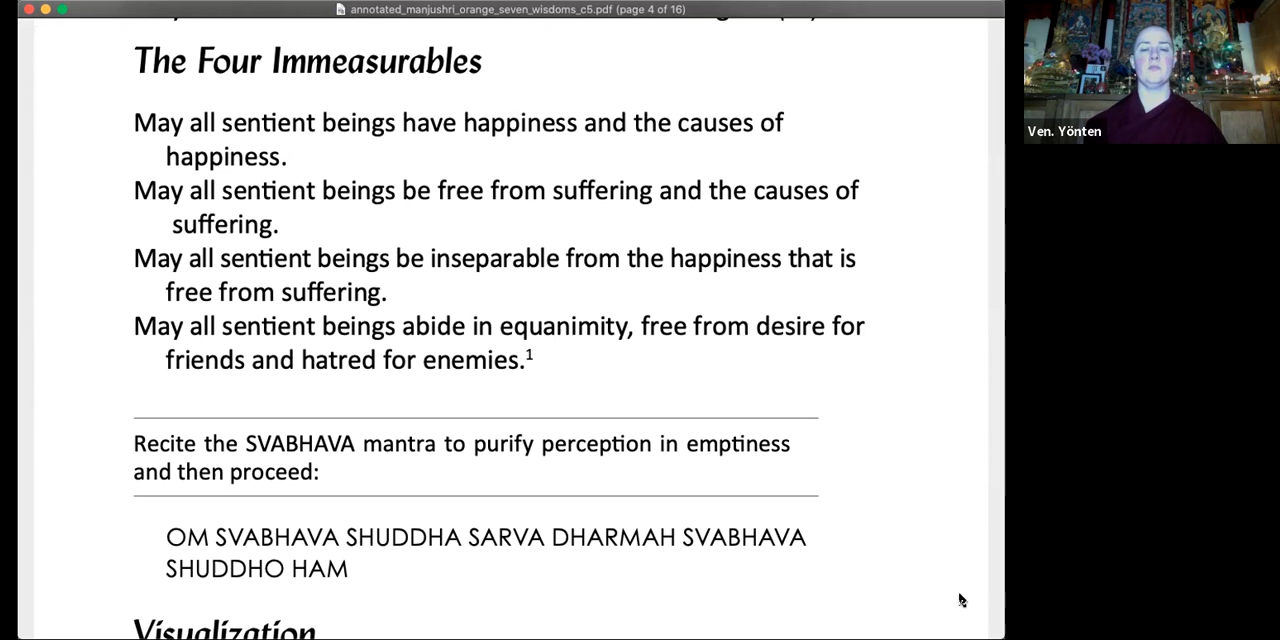 annotated_manjushri_orange_seven_wisdoms_c5.pdf (page 4 of 16)
The Four Immeasurables
May all sentient beings have happiness and the causes of
happiness.
May all sentient beings be free from suffering and the causes of
suffering.
May all sentient beings be inseparable from the happiness that is
free from suffering.
May all sentient beings abide in equanimity, free from desire for
friends and hatred for enemies.¹
Recite the SVABHAVA mantra to purify perception in emptiness
and then proceed:
OM SVABHAVA SHUDDHA SARVA DHARMAH SVABHAVA
SHUDDHO HAM
Visualization
Ven. Yönten